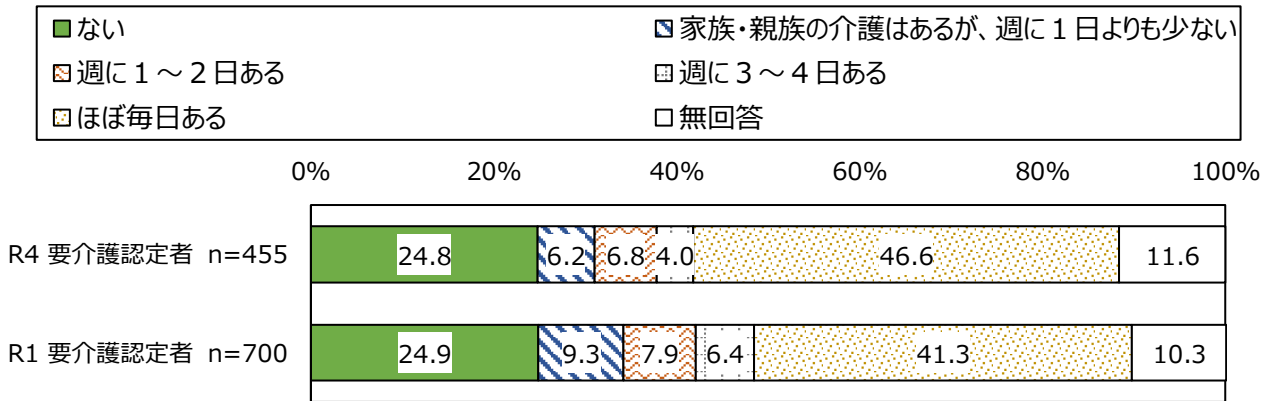 ない 家族・親族の介護はあるが、週に１日よりも少ない
週に１～２日ある 週に３～４日ある
ほぼ毎日ある 無回答
0% 20% 40% 60% 80% 100%
R4 要介護認定者 n=455 24.8 6.2 6.8 4.0 46.6 11.6
R1 要介護認定者 n=700 24.9 9.3 7.9 6.4 41.3 10.3